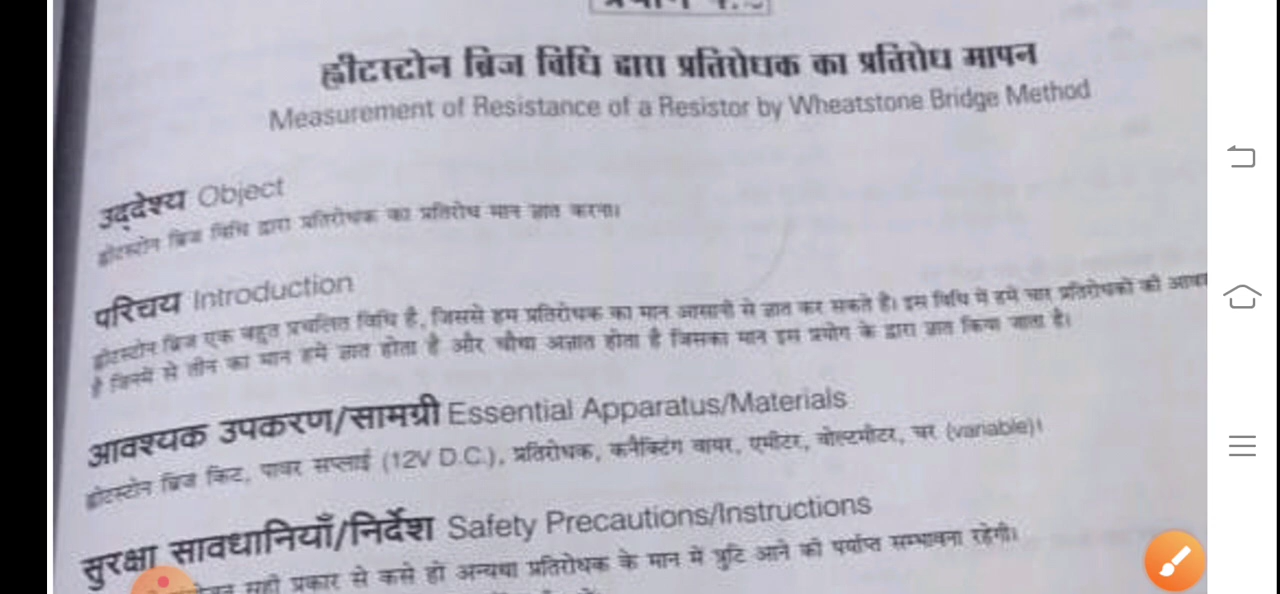 ह्वीटस्टोन ब्रिज विधि द्वारा प्रतिरोधक का प्रतिरोध मापन
Measurement of Resistance of a Resistor by Wheatstone Bridge Method
उद्देश्य Object
ह्वीटस्टोन ब्रिज विधि द्वारा प्रतिरोधक का प्रतिरोध मान ज्ञात करना।
परिचय Introduction
ह्वीटस्टोन ब्रिज एक बहुत प्रचलित विधि है, जिससे हम प्रतिरोधक का मान आसानी से ज्ञात कर सकते हैं। इस विधि में हमें चार प्रतिरोधकों की
है जिनमें से तीन का मान हमें ज्ञात होता है और चौथा अज्ञात होता है जिसका मान इस प्रयोग के द्वारा ज्ञात किया जाता है।
आवश्यक उपकरण/सामग्री Essential Apparatus/Materials
ह्वीटस्टोन ब्रिज किट, पावर सप्लाई (12V D.C.), प्रतिरोधक, कनैक्टिंग वायर, एमीटर, वोल्टमीटर, चर (variable)।
सुरक्षा सावधानियाँ/निर्देश Safety Precautions/Instructions
सही प्रकार से कसे हों अन्यथा प्रतिरोधक के मान में त्रुटि आने की पर्याप्त सम्भावना रहेगी।